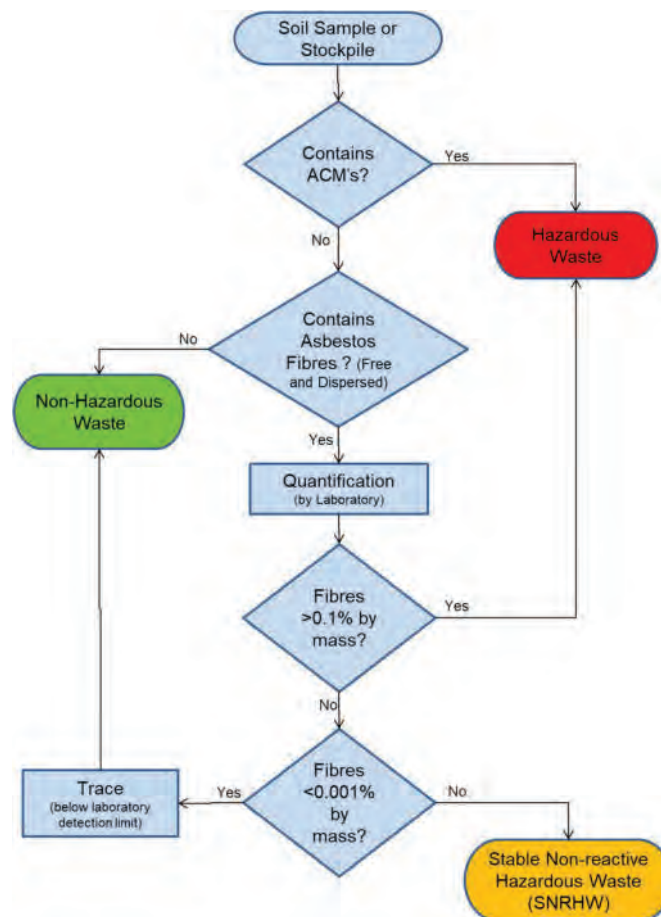 Soil Sample or
Stockpile
Contains
ACM's?
Yes
No
Hazardous
Waste
Contains
Asbestos
Fibres ? (Free
and Dispersed)
No
Non-Hazardous
Waste
Yes
Quantification
(by Laboratory)
Fibres
>0.1% by
mass?
Yes
No
Fibres
<0.001%
by
mass?
Yes
Trace
(below laboratory
detection limit)
No
Stable Non-reactive
Hazardous Waste
(SNRHW)